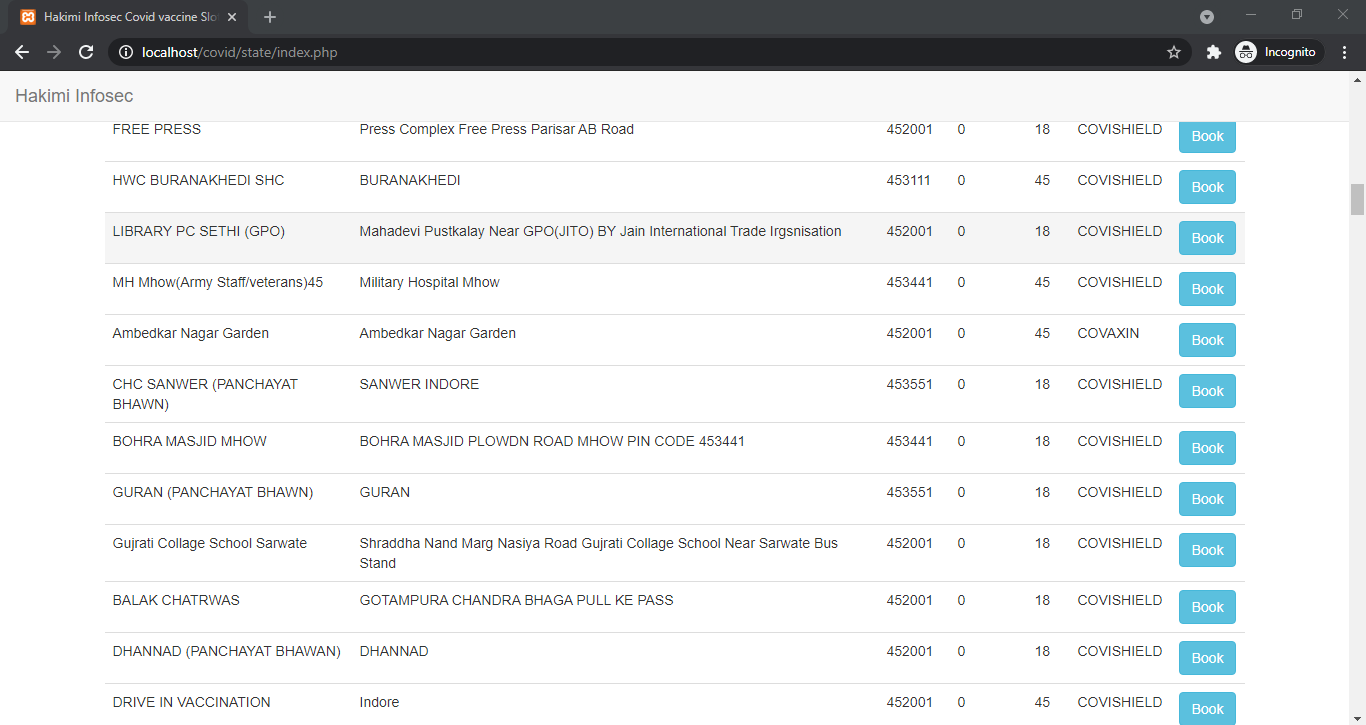 Hakimi Infosec Covid vaccine Slo
localhost/covid/state/index.php
Incognito
Hakimi Infosec
FREE PRESS Press Complex Free Press Parisar AB Road 452001 0 18 COVISHIELD Book
HWC BURANAKHEDI SHC BURANAKHEDI 453111 0 45 COVISHIELD Book
LIBRARY PC SETHI (GPO) Mahadevi Pustkalay Near GPO(JITO) BY Jain International Trade Irgsnisation 452001 0 18 COVISHIELD Book
MH Mhow(Army Staff/veterans)45 Military Hospital Mhow 453441 0 45 COVISHIELD Book
Ambedkar Nagar Garden Ambedkar Nagar Garden 452001 0 45 COVAXIN Book
CHC SANWER (PANCHAYAT SANWER INDORE 453551 0 18 COVISHIELD Book
BHAWN)
BOHRA MASJID MHOW BOHRA MASJID PLOWDN ROAD MHOW PIN CODE 453441 453441 0 18 COVISHIELD Book
GURAN (PANCHAYAT BHAWN) GURAN 453551 0 18 COVISHIELD Book
Gujrati Collage School Sarwate Shraddha Nand Marg Nasiya Road Gujrati Collage School Near Sarwate Bus 452001 0 18 COVISHIELD Book
Stand
BALAK CHATRWAS GOTAMPURA CHANDRA BHAGA PULL KE PASS 452001 0 18 COVISHIELD Book
DHANNAD (PANCHAYAT BHAWAN) DHANNAD 452001 0 18 COVISHIELD Book
DRIVE IN VACCINATION Indore 452001 0 45 COVISHIELD Book